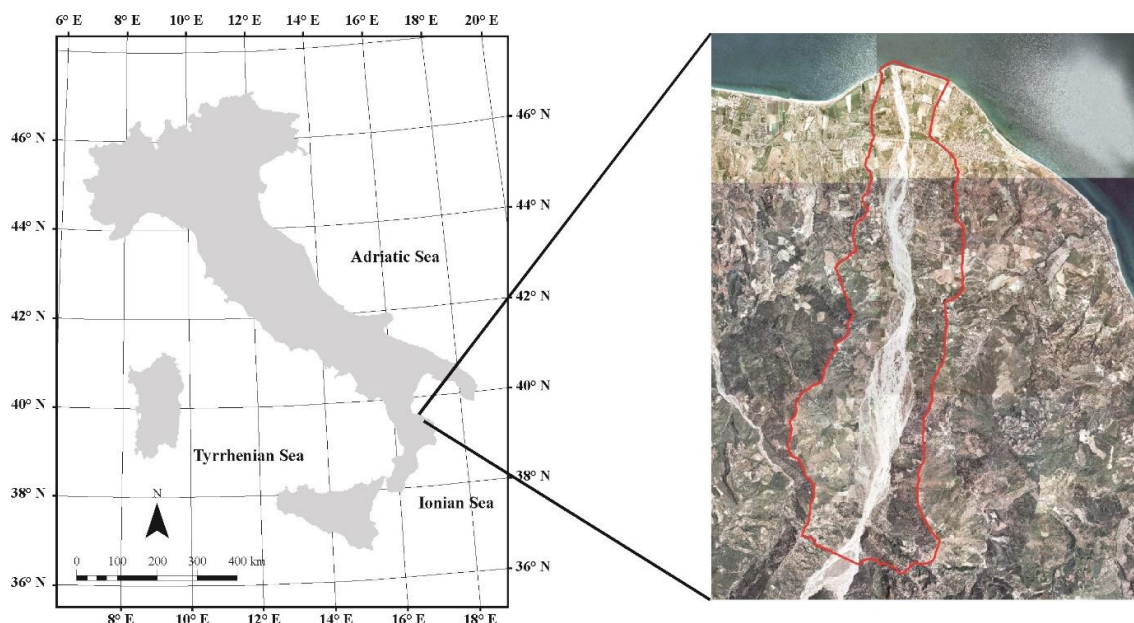 6° E 8° E 10° E 12° E 14° E 16° E 18° E 20° E
46° N
46° N
44° N
44° N
Adriatic Sea
42° N
42° N
40° N
40° N
Tyrrhenian Sea
38° N
38° N
Ionian Sea
N
0 100 200 300 400 km
36° N
36° N
8° E 10° E 12° E 14° E 16° E 18° E